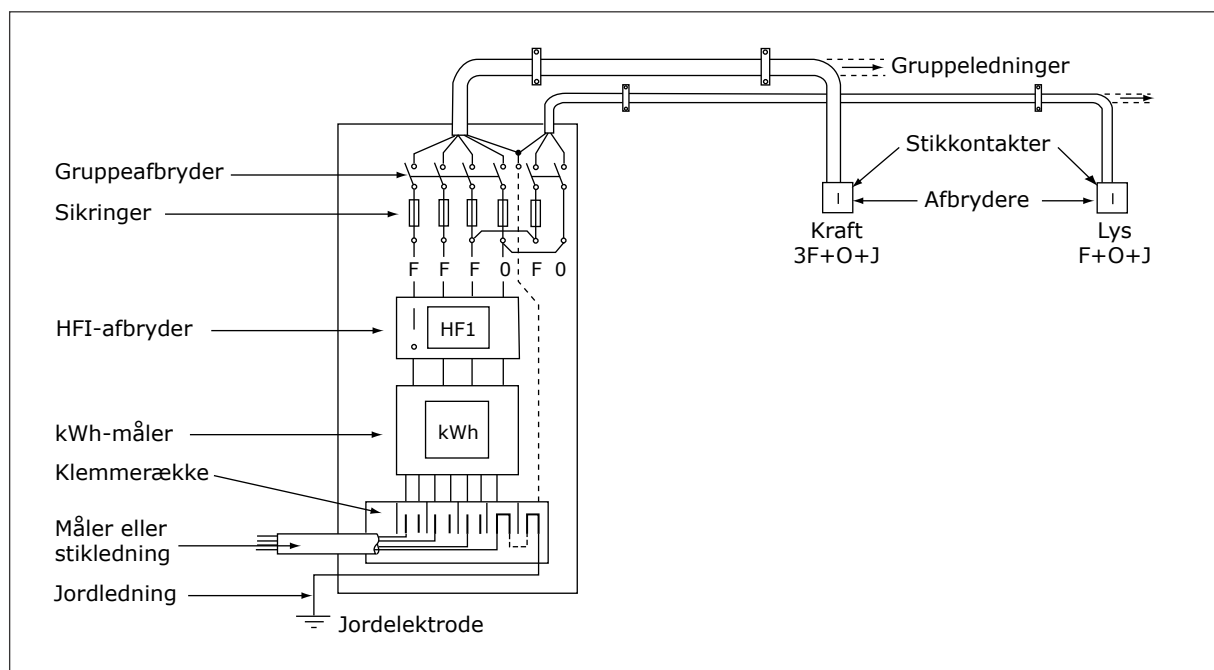 Gruppeledninger
Gruppeafbryder
Sikringer
Stikkontakter
Afbrydere
I
I
Kraft
3F+O+J
Lys
F+O+J
F F F 0 F 0
HFI-afbryder
HF1
kWh-måler
kWh
Klemmerække
Måler eller
stikledning
Jordledning
Jordelektrode